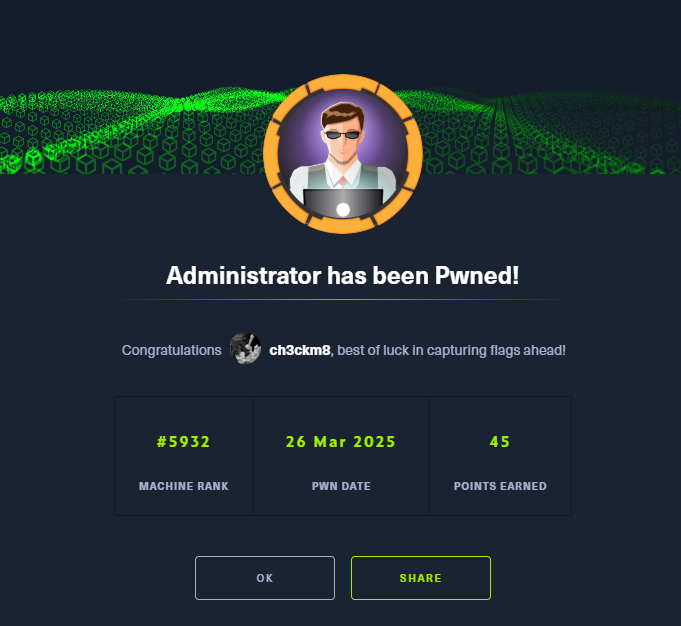 Administrator has been Pwned!
Congratulations ch3ckm8, best of luck in capturing flags ahead!
#5932 26 Mar 2025 45
MACHINE RANK PWN DATE POINTS EARNED
OK SHARE